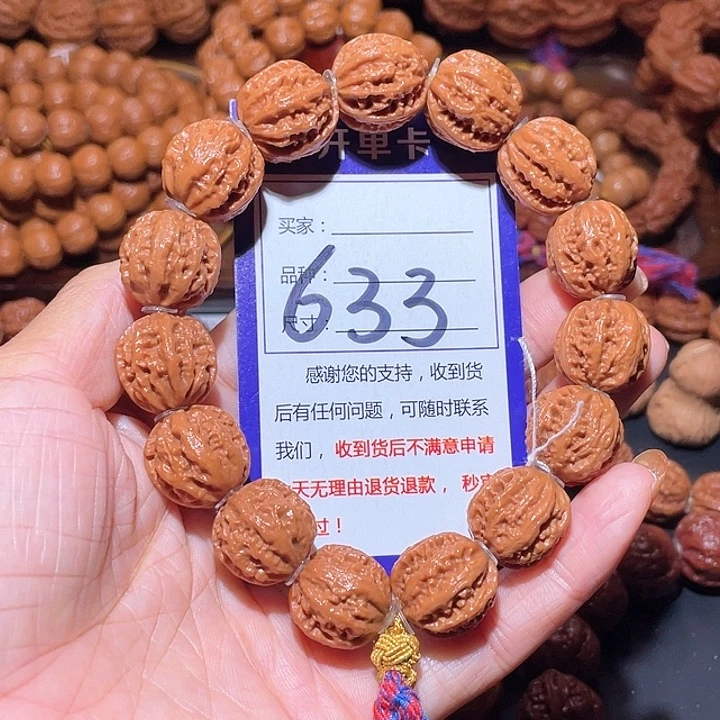 开单卡
买家：
品种：
633
尺寸：
感谢您的支持，收到货
后有任何问题，可随时联系
我们，收到货后不满意申请
天无理由退货退款，秒
过！